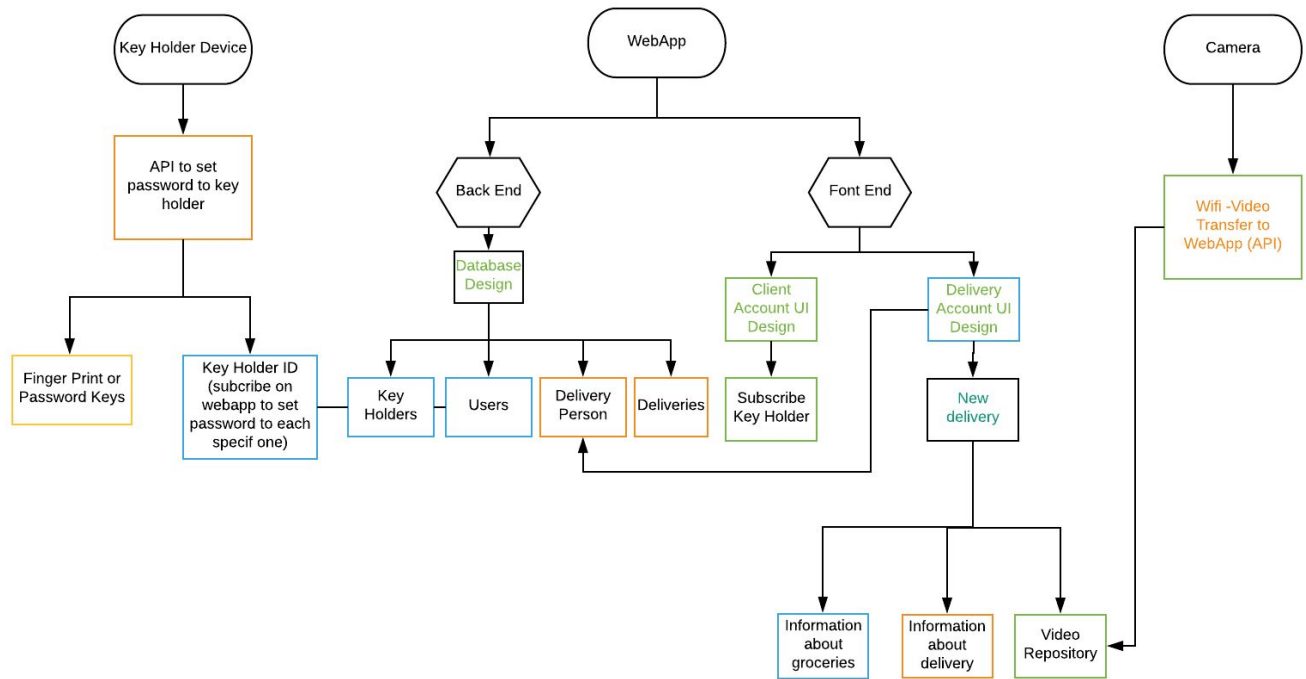 Key Holder Device
WebApp
Camera
API to set
password to key
holder
Back End
Font End
Wifi -Video
Transfer to
WebApp (API)
Database
Design
Client
Account UI
Design
Delivery
Account UI
Design
Finger Print or
Password Keys
Key Holder ID
(subcribe on
webapp to set
password to each
specif one)
Key
Holders
Users
Delivery
Person
Deliveries
Subscribe
Key Holder
New
delivery
Information
about
groceries
Information
about
delivery
Video
Repository